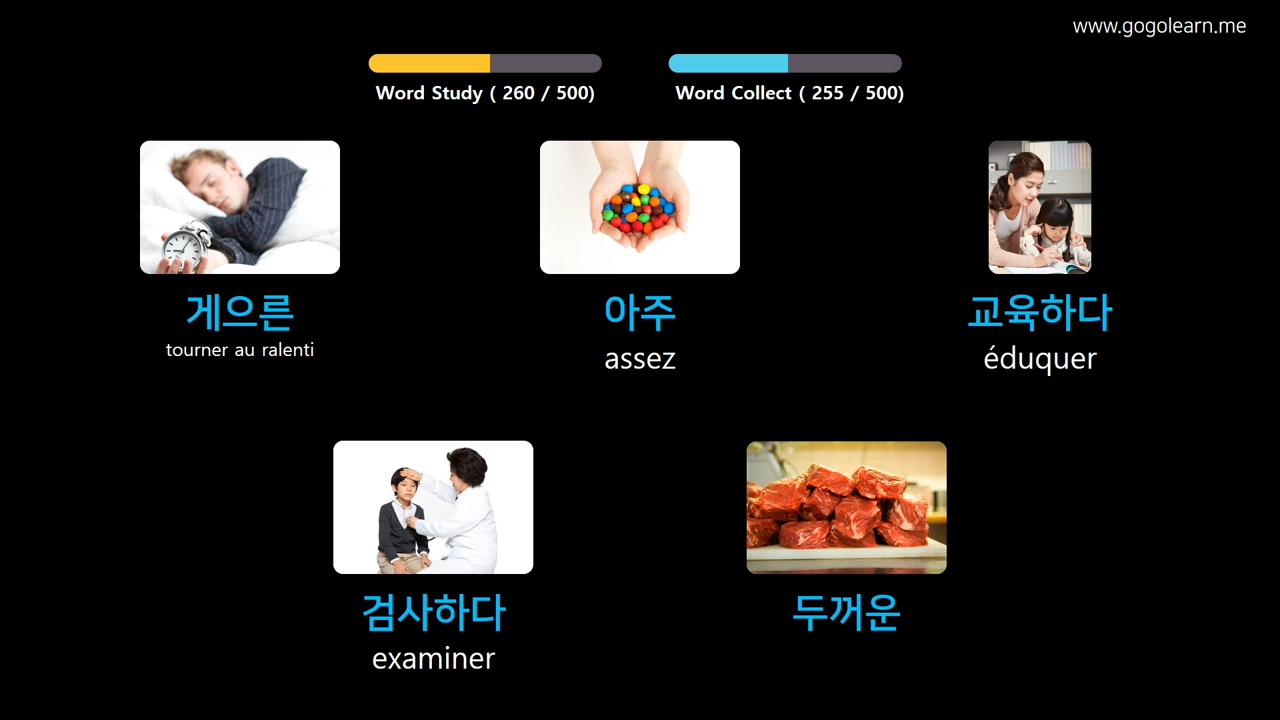 www.gogolearn.me
Word Study ( 260 / 500)
Word Collect ( 255 / 500)
게으른
tourner au ralenti
아주
assez
교육하다
éduquer
검사하다
examiner
두꺼운